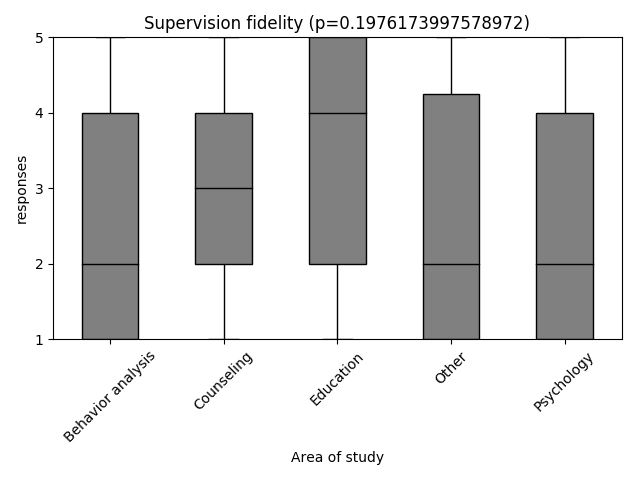 Supervision fidelity (p=0.1976173997578972)
5
4
3
2
1
responses
Behavior analysis
Counseling
Education
Other
Psychology
Area of study